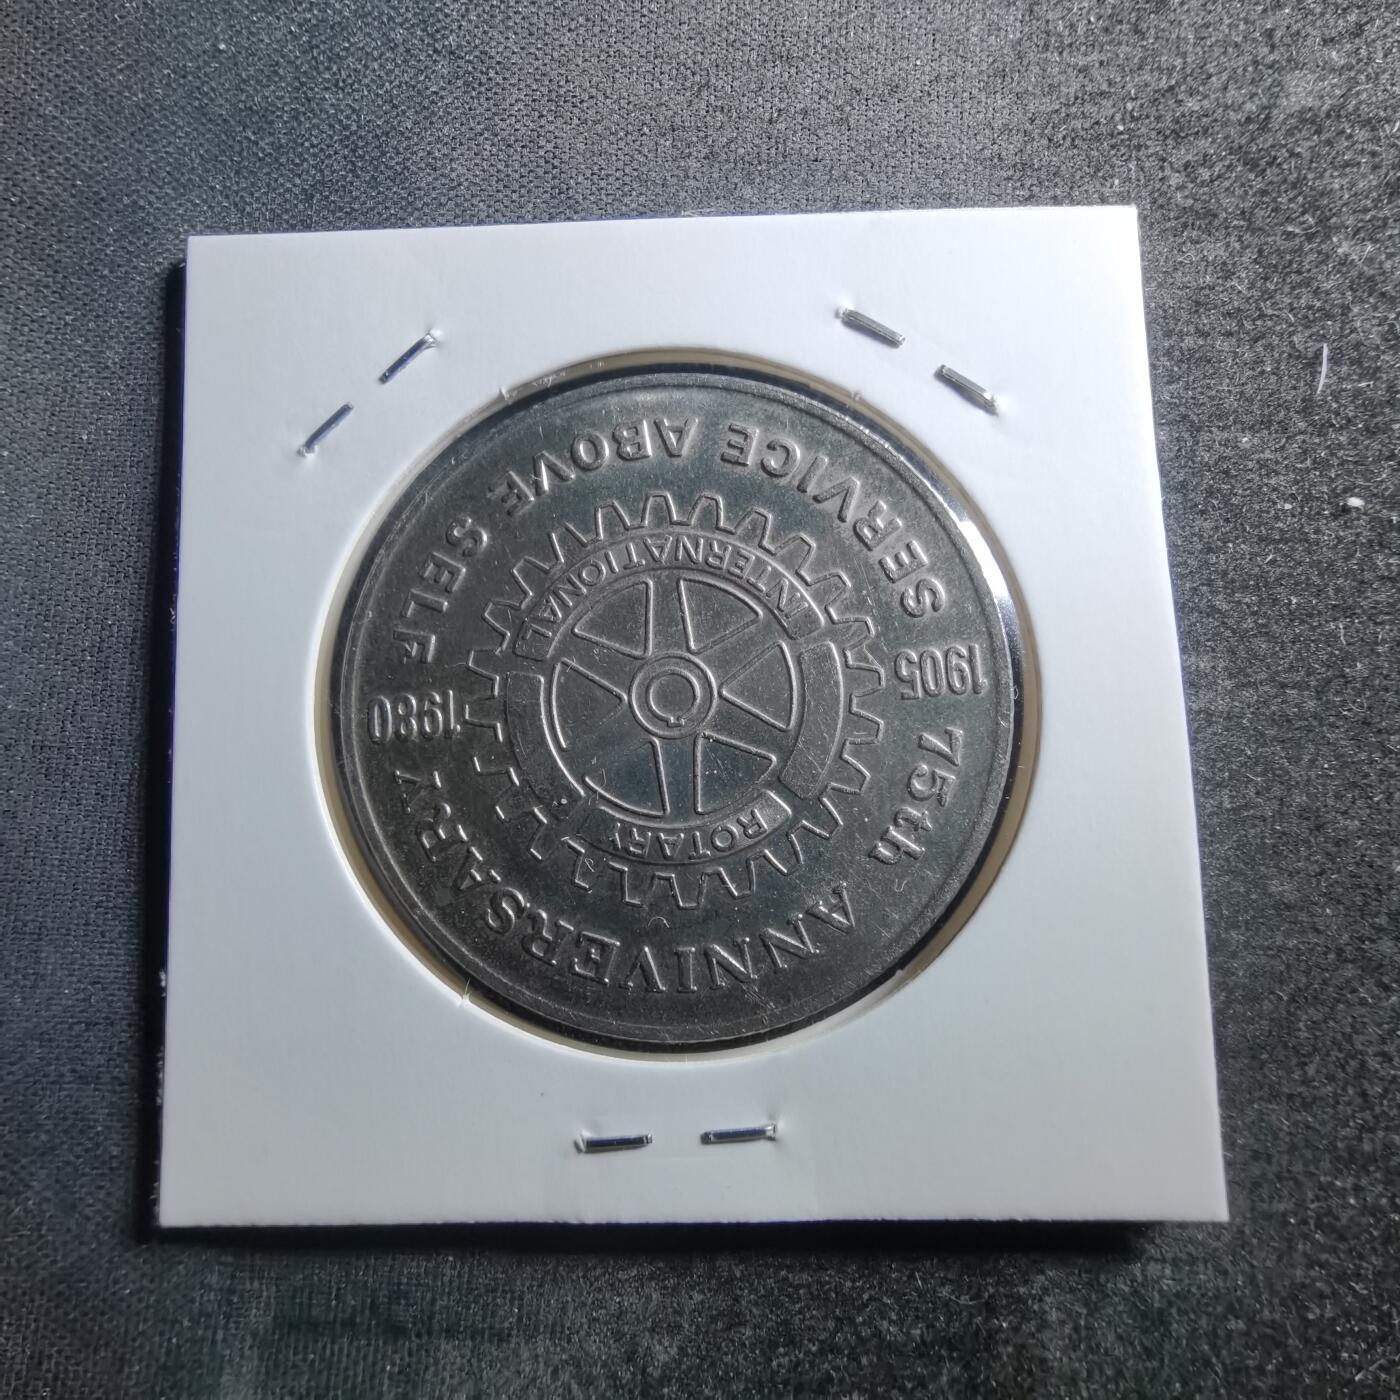 75th ANNIVERSARY
1905
1980
ROTARY
INTERNATIONAL
SERVICE ABOVE SELF